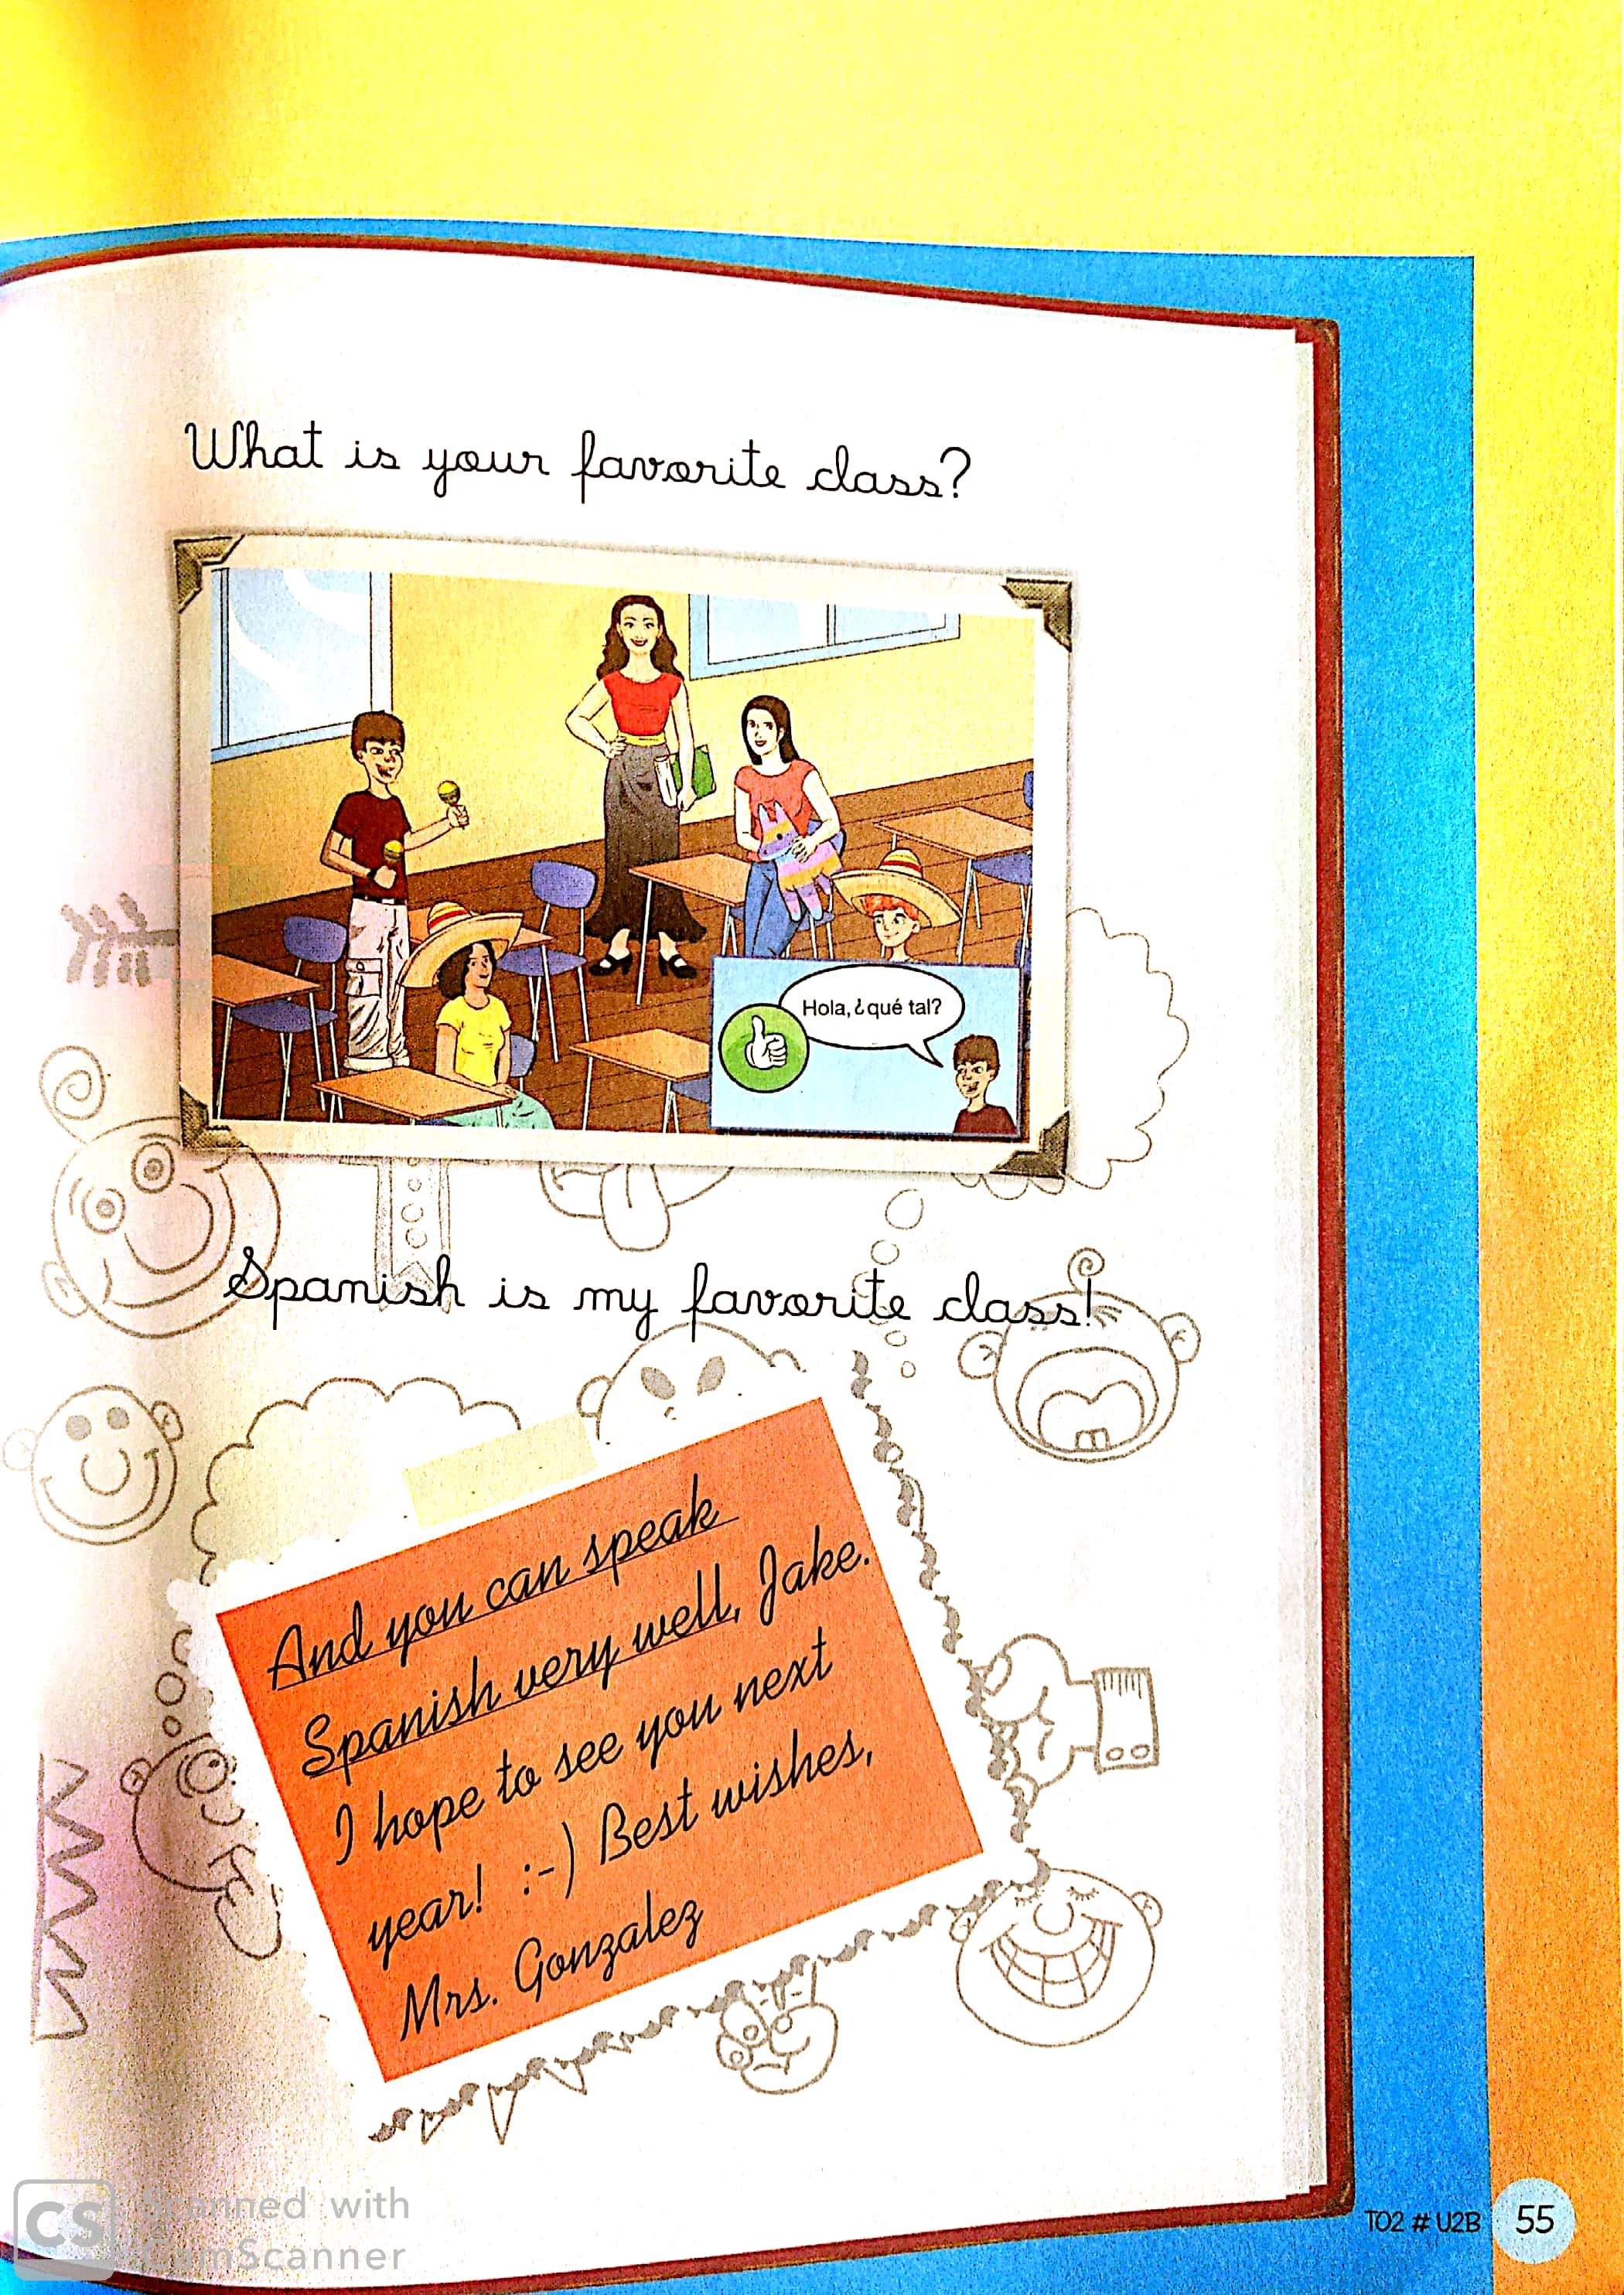 What is your favorite class?
Hola, ¿qué tal?
Spanish is my favorite class!
And you can speak
Spanish very well, Jake.
I hope to see you next
year! :-) Best wishes,
Mrs. Gonzalez
TO2 # U2B 55
CS Scanned with
CamScanner